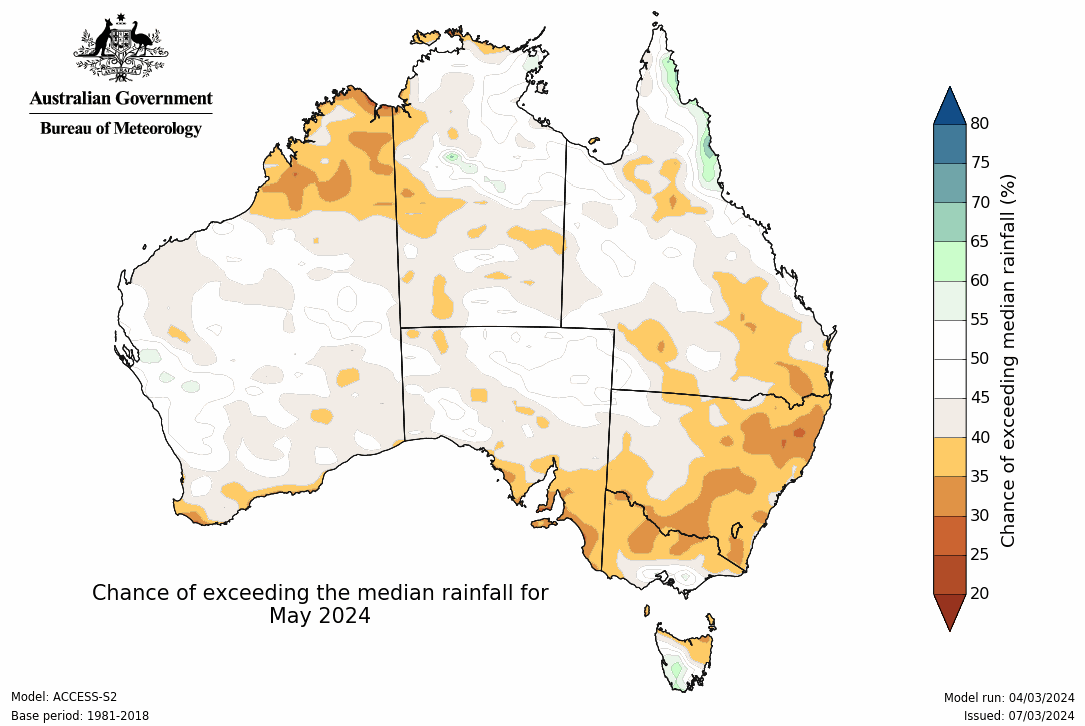 AUSTRALIA
Australian Government
Bureau of Meteorology
80
75
70
65
60
55
50
45
40
35
30
25
20
Chance of exceeding median rainfall (%)
Chance of exceeding the median rainfall for
May 2024
Model: ACCESS-S2
Base period: 1981-2018
Model run: 04/03/2024
Issued: 07/03/2024